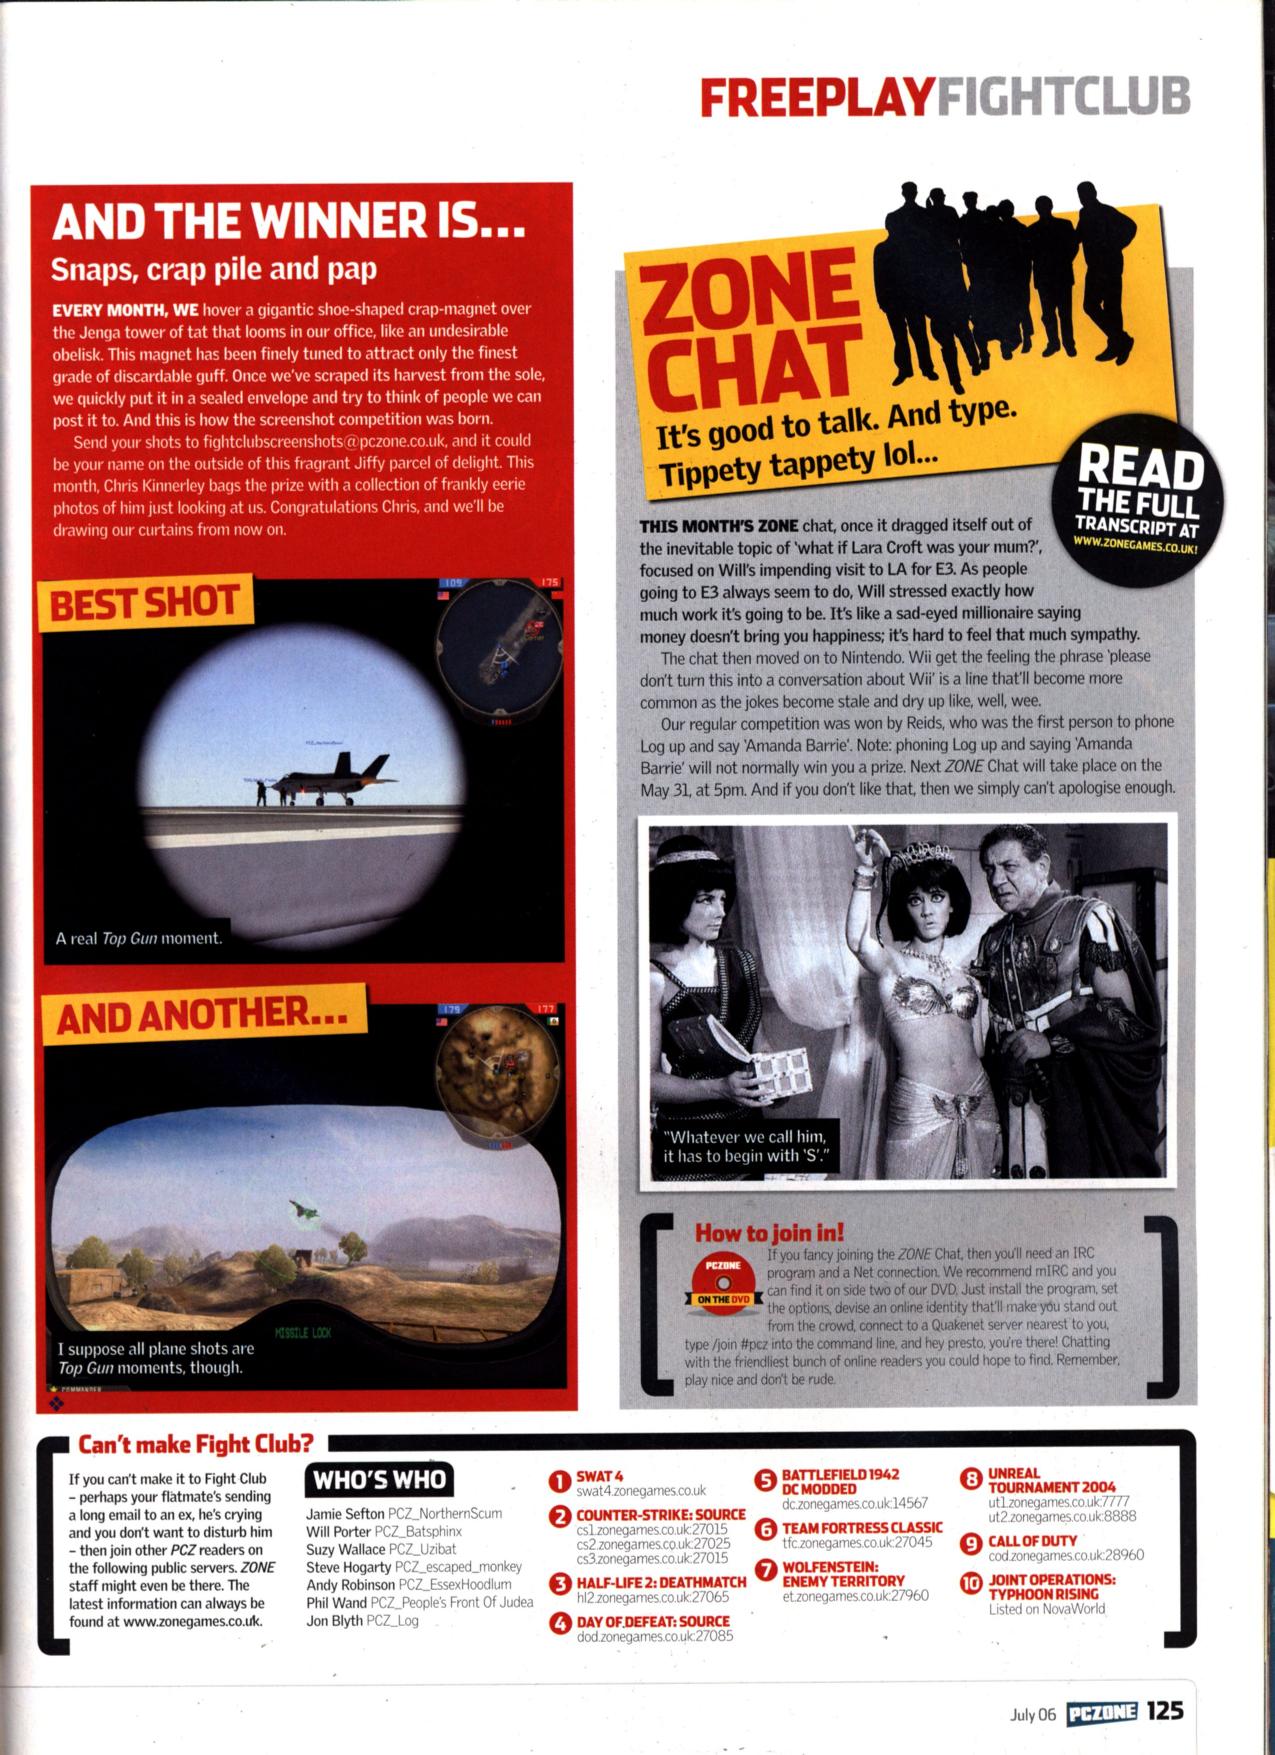 FREEPLAYFIGHTCLUB
AND THE WINNER IS...
Snaps, crap pile and pap
EVERY MONTH, WE hover a gigantic shoe-shaped crap-magnet over
the Jenga tower of tat that looms in our office, like an undesirable
obelisk. This magnet has been finely tuned to attract only the finest
grade of discardable guff. Once we've scraped its harvest from the sole,
we quickly put it in a sealed envelope and try to think of people we can
post it to. And this is how the screenshot competition was born.
Send your shots to fightclubscreenshots@pczone.co.uk, and it could
be your name on the outside of this fragrant Jiffy parcel of delight. This
month, Chris Kinnerley bags the prize with a collection of frankly eerie
photos of him just looking at us. Congratulations Chris, and we'll be
drawing our curtains from now on.
BEST SHOT
109 175
A real Top Gun moment.
AND ANOTHER...
179 177
MISSILE LOCK
I suppose all plane shots are
Top Gun moments, though.
COMMANDER
ZONE
CHAT
It's good to talk. And type.
Tippety tappety lol...
READ
THE FULL
TRANSCRIPT AT
WWW.ZONEGAMES.CO.UK!
THIS MONTH'S ZONE chat, once it dragged itself out of
the inevitable topic of 'what if Lara Croft was your mum?',
focused on Will's impending visit to LA for E3. As people
going to E3 always seem to do, Will stressed exactly how
much work it's going to be. It's like a sad-eyed millionaire saying
money doesn't bring you happiness; it's hard to feel that much sympathy.
The chat then moved on to Nintendo. Wii get the feeling the phrase 'please
don't turn this into a conversation about Wii' is a line that'll become more
common as the jokes become stale and dry up like, well, wee.
Our regular competition was won by Reids, who was the first person to phone
Log up and say 'Amanda Barrie'. Note: phoning Log up and saying 'Amanda
Barrie' will not normally win you a prize. Next ZONE Chat will take place on the
May 31, at 5pm. And if you don't like that, then we simply can't apologise enough.
"Whatever we call him,
it has to begin with 'S'."
How to join in!
PCZONE
ON THE DVD
If you fancy joining the ZONE Chat, then you'll need an IRC
program and a Net connection. We recommend mIRC and you
can find it on side two of our DVD. Just install the program, set
the options, devise an online identity that'll make you stand out
from the crowd, connect to a Quakenet server nearest to you,
type /join #pcz into the command line, and hey presto, you're there! Chatting
with the friendliest bunch of online readers you could hope to find. Remember,
play nice and don't be rude.
Can't make Fight Club?
If you can't make it to Fight Club
– perhaps your flatmate's sending
a long email to an ex, he's crying
and you don't want to disturb him
– then join other PCZ readers on
the following public servers. ZONE
staff might even be there. The
latest information can always be
found at www.zonegames.co.uk.
WHO'S WHO
Jamie Sefton PCZ_NorthernScum
Will Porter PCZ_Batsphinx
Suzy Wallace PCZ_Uzibat
Steve Hogarty PCZ_escaped_monkey
Andy Robinson PCZ_EssexHoodlum
Phil Wand PCZ_People's Front Of Judea
Jon Blyth PCZ_Log
1 SWAT 4
swat4.zonegames.co.uk
2 COUNTER-STRIKE: SOURCE
cs1.zonegames.co.uk:27015
cs2.zonegames.co.uk:27025
cs3.zonegames.co.uk:27015
3 HALF-LIFE 2: DEATHMATCH
hl2.zonegames.co.uk:27065
4 DAY OF DEFEAT: SOURCE
dod.zonegames.co.uk:27085
5 BATTLEFIELD 1942
DC MODDED
dc.zonegames.co.uk:14567
6 TEAM FORTRESS CLASSIC
tfc.zonegames.co.uk:27045
7 WOLFENSTEIN:
ENEMY TERRITORY
et.zonegames.co.uk:27960
8 UNREAL
TOURNAMENT 2004
ut1.zonegames.co.uk:7777
ut2.zonegames.co.uk:8888
9 CALL OF DUTY
cod.zonegames.co.uk:28960
10 JOINT OPERATIONS:
TYPHOON RISING
Listed on NovaWorld
July 06 PCZONE 125